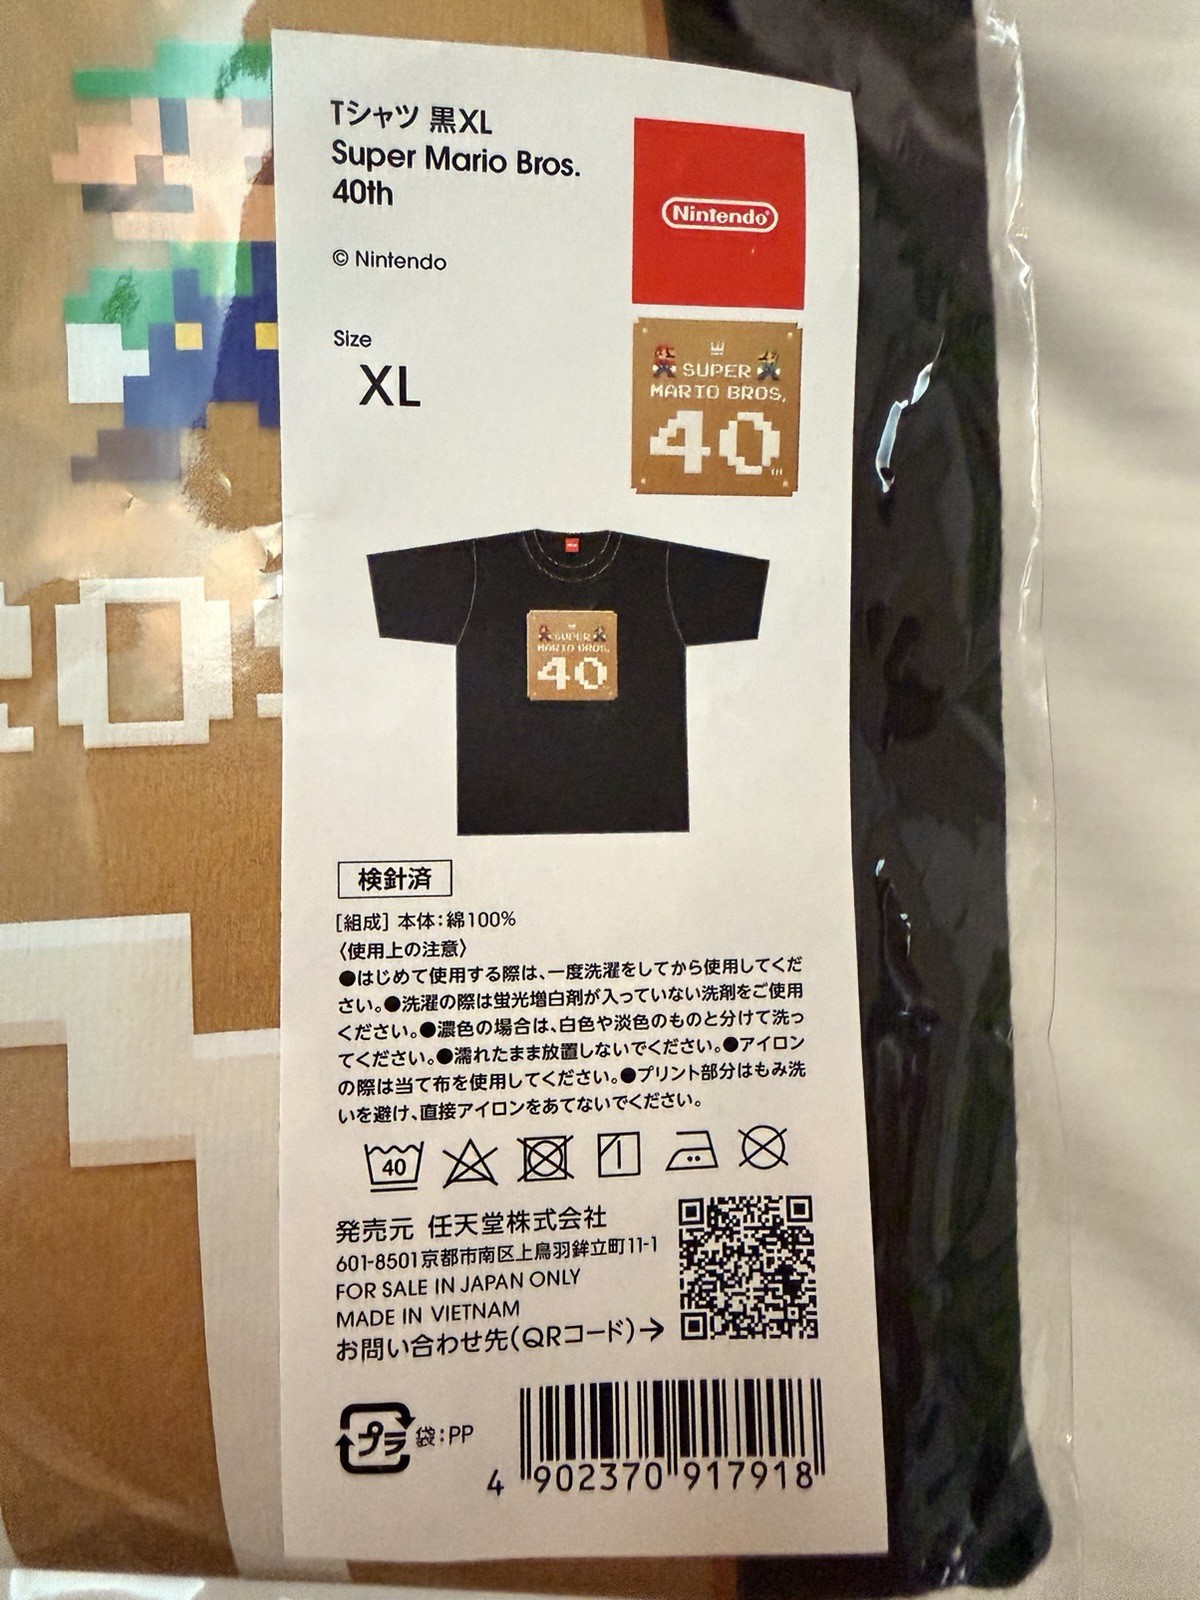 Tシャツ 黒XL
Super Mario Bros.
40th
© Nintendo
Nintendo®
Size
XL
SUPER
MARIO BROS.
40TH
SUPER
MARIO BROS.
40
検針済
[組成] 本体:綿100%
〈使用上の注意〉
●はじめて使用する際は、一度洗濯をしてから使用してくだ
さい。●洗濯の際は蛍光増白剤が入っていない洗剤をご使用
ください。●濃色の場合は、白色や淡色のものと分けて洗っ
てください。●濡れたまま放置しないでください。●アイロン
の際は当て布を使用してください。●プリント部分はもみ洗
いを避け、直接アイロンをあてないでください。
40
発売元 任天堂株式会社
601-8501京都市南区上鳥羽鉾立町11-1
FOR SALE IN JAPAN ONLY
MADE IN VIETNAM
お問い合わせ先(QRコード)→
プラ 袋:PP
4 902370 917918